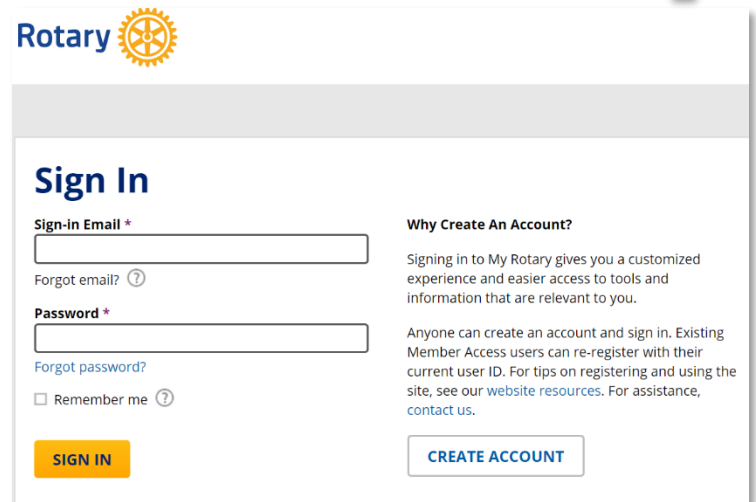 Rotary
Sign In
Sign-in Email *
Forgot email? ?
Password *
Forgot password?
Remember me ?
SIGN IN
Why Create An Account?
Signing in to My Rotary gives you a customized
experience and easier access to tools and
information that are relevant to you.
Anyone can create an account and sign in. Existing
Member Access users can re-register with their
current user ID. For tips on registering and using the
site, see our website resources. For assistance,
contact us.
CREATE ACCOUNT